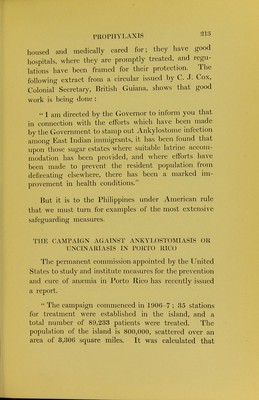 PROPHYLAXIS 213
housed and medically cared for; they have good
hospitals, where they are promptly treated, and regu-
lations have been framed for their protection. The
following extract from a circular issued by C. J. Cox,
Colonial Secretary, British Guiana, shows that good
work is being done :
“I am directed by the Governor to inform you that
in connection with the efforts which have been made
by the Government to stamp out Ankylostome infection
among East Indian immigrants, it has been found that
upon those sugar estates where suitable latrine accom-
modation has been provided, and where efforts have
been made to prevent the resident population from
defæcating elsewhere, there has been a marked im-
provement in health conditions.”
But it is to the Philippines under American rule
that we must turn for examples of the most extensive
safeguarding measures.
THE CAMPAIGN AGAINST ANKYLOSTOMIASIS OR
UNCINARIASIS IN PORTO RICO
The permanent commission appointed by the United
States to study and institute measures for the prevention
and cure of anæmia in Porto Rico has recently issued
a report.
“The campaign commenced in 1906–7; 35 stations
for treatment were established in the island, and a
total number of 89,233 patients were treated. The
population of the island is 800,000, scattered over an
area of 3,306 square miles. It was calculated that